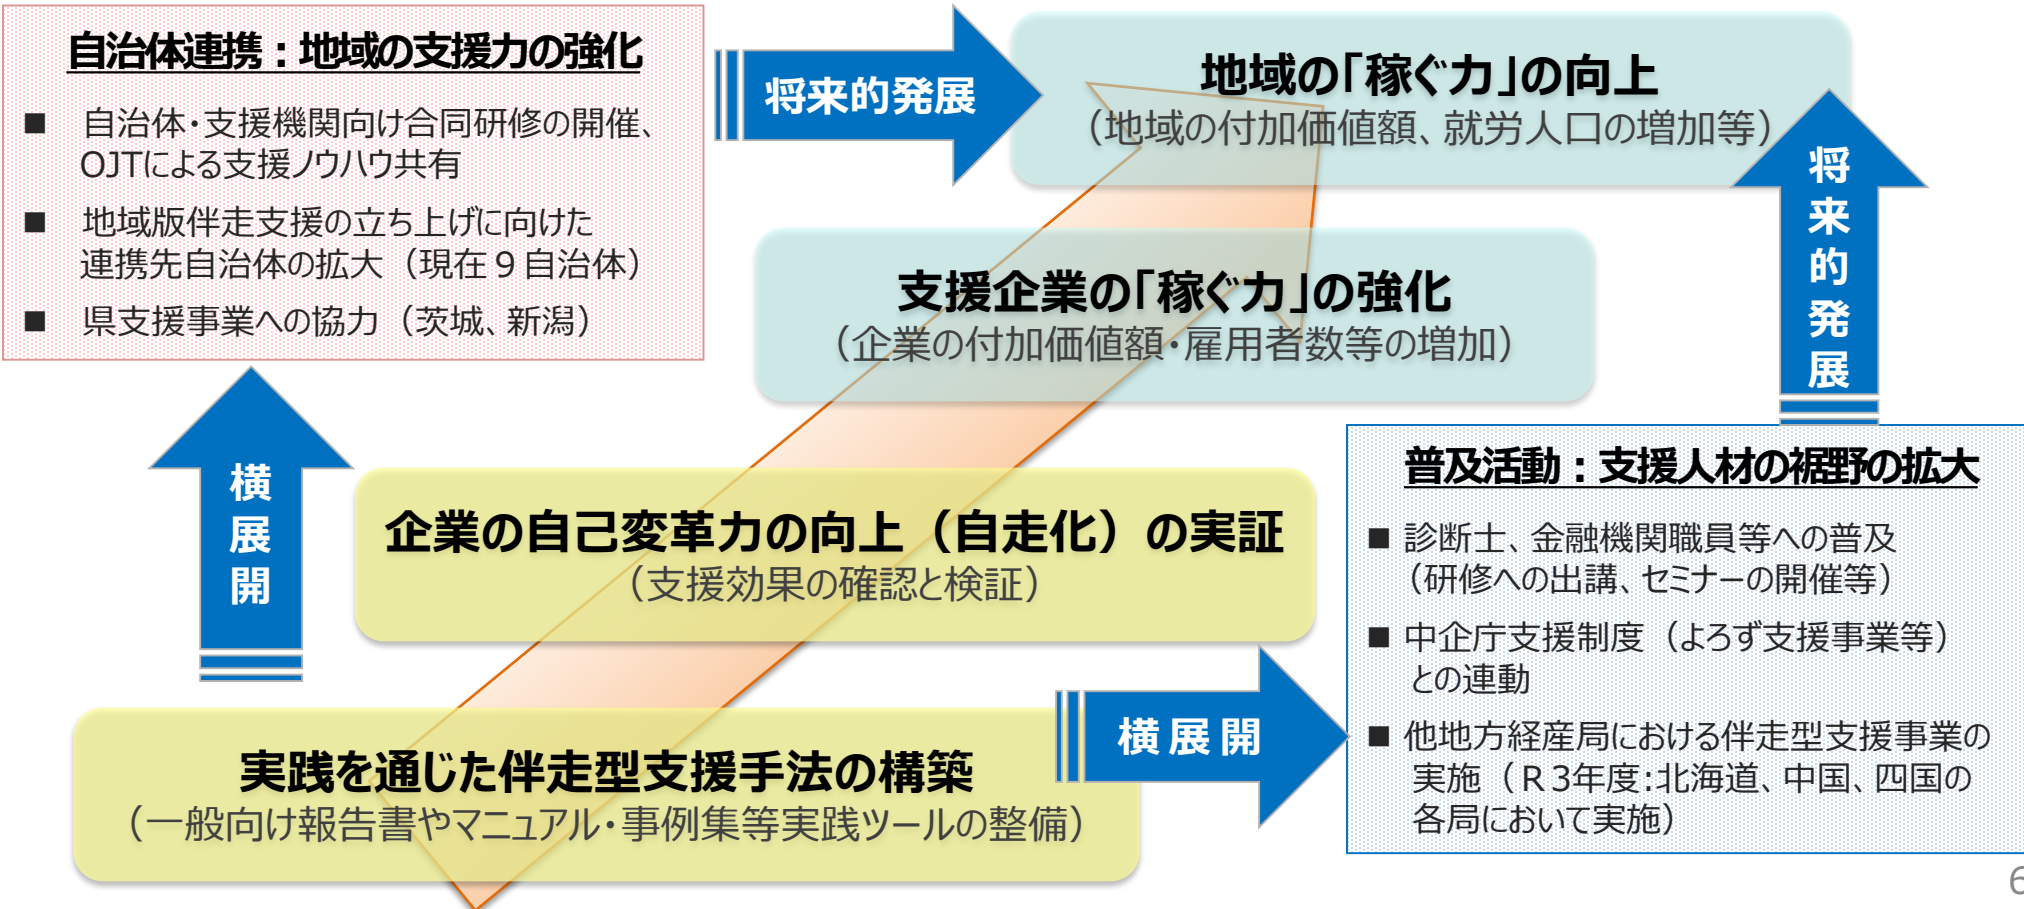 自治体連携：地域の支援力の強化
■ 自治体・支援機関向け合同研修の開催、
OJTによる支援ノウハウ共有
■ 地域版伴走支援の立ち上げに向けた
連携先自治体の拡大（現在９自治体）
■ 県支援事業への協力（茨城、新潟）
将来的発展
地域の「稼ぐ力」の向上
（地域の付加価値額、就労人口の増加等）
将来的発展
支援企業の「稼ぐ力」の強化
（企業の付加価値額・雇用者数等の増加）
横展開
企業の自己変革力の向上（自走化）の実証
（支援効果の確認と検証）
実践を通じた伴走型支援手法の構築
（一般向け報告書やマニュアル・事例集等実践ツールの整備）
横展開
普及活動：支援人材の裾野の拡大
■ 診断士、金融機関職員等への普及
（研修への出講、セミナーの開催等）
■ 中企庁支援制度（よろず支援事業等）
との連動
■ 他地方経産局における伴走型支援事業の
実施（Ｒ3年度:北海道、中国、四国の
各局において実施）
6